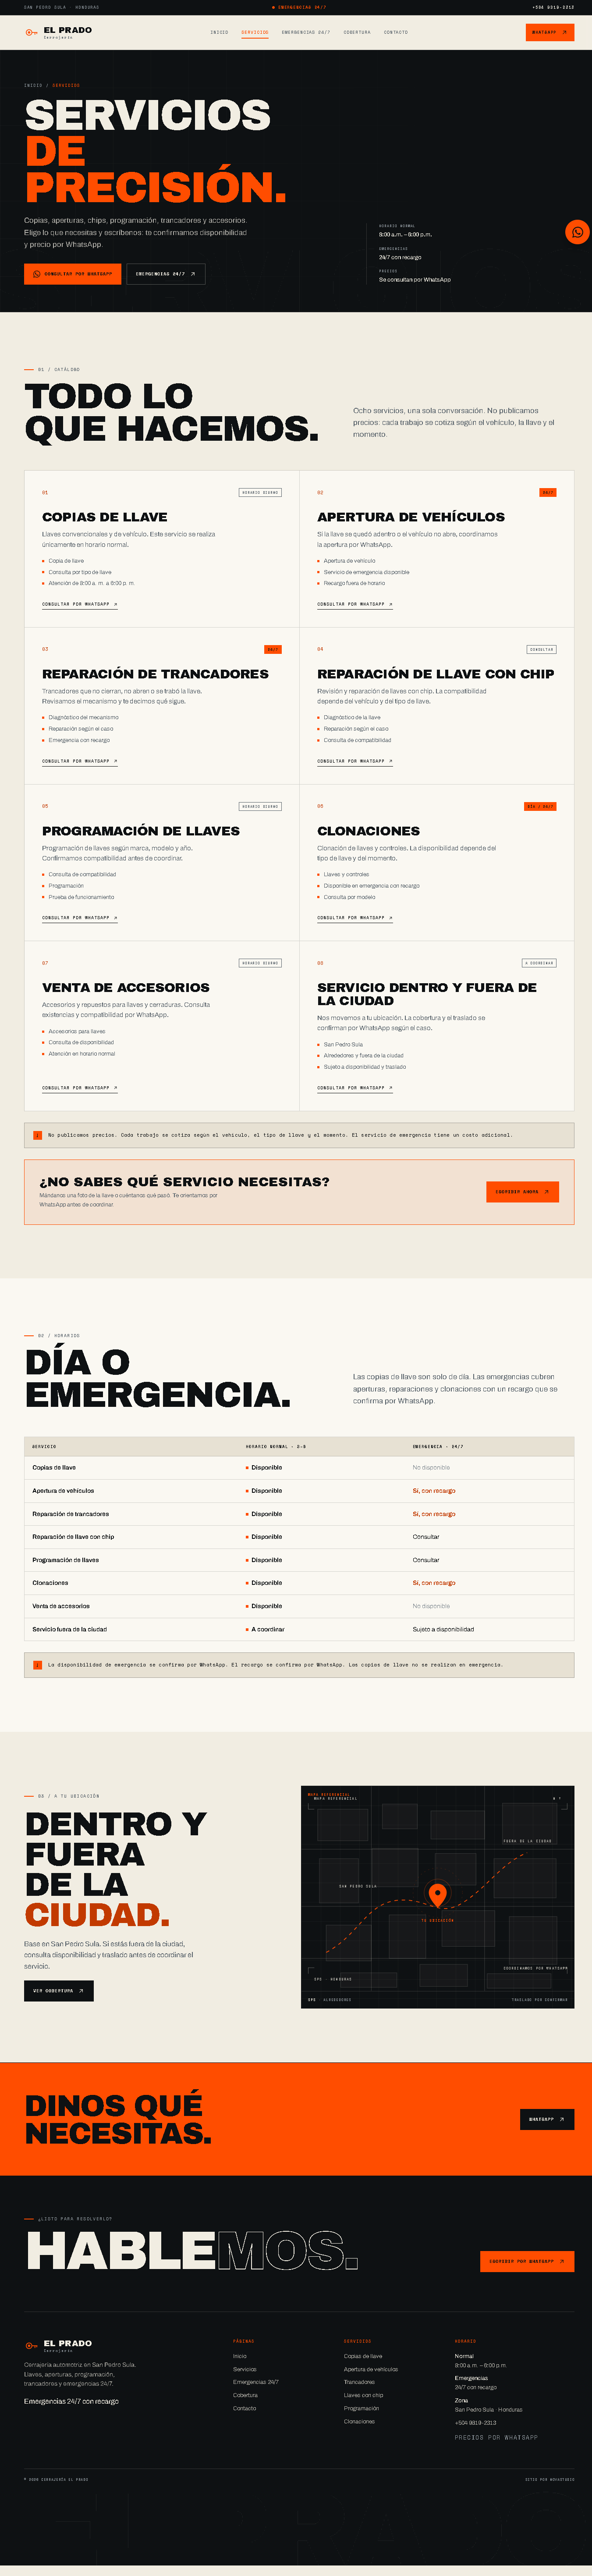 SAN PEDRO SULA · HONDURAS
EMERGENCIAS 24/7
EL PRADO
Cerrajería
INICIO
SERVICIOS
EMERGENCIAS 24/7
COBERTURA
CONTACTO
WHATSAPP
INICIO / SERVICIOS
SERVICIOS
DE
PRECISIÓN.
Copias, aperturas, chips, programación, trancadores y accesorios.
Elige lo que necesitas y escríbenos: te confirmamos disponibilidad
y precio por WhatsApp.
CONSULTAR POR WHATSAPP
EMERGENCIAS 24/7
HORARIO NORMAL
8:00 a.m. – 6:00 p.m.
EMERGENCIAS
24/7 con recargo
PRECIOS
Se consultan por WhatsApp
01 / CATÁLOGO
TODO LO
QUE HACEMOS.
Ocho servicios, una sola conversación. No publicamos
precios: cada trabajo se cotiza según el vehículo, la llave y el
momento.
01
HORARIO DIURNO
COPIAS DE LLAVE
Llaves convencionales y de vehículo. Este servicio se realiza
únicamente en horario normal.
Copia de llave
Consulta por tipo de llave
Atención de 8:00 a. m. a 6:00 p. m.
CONSULTAR POR WHATSAPP
02
24/7
APERTURA DE VEHÍCULOS
Si la llave se quedó adentro o el vehículo no abre, coordinamos
la apertura por WhatsApp.
Apertura de vehículo
Servicio de emergencia disponible
Recargo fuera de horario
CONSULTAR POR WHATSAPP
03
24/7
REPARACIÓN DE TRANCADORES
Trancadores que no cierran, no abren o se trabó la llave.
Revisamos el mecanismo y te decimos qué sigue.
Diagnóstico del mecanismo
Reparación según el caso
Emergencia con recargo
CONSULTAR POR WHATSAPP
04
CONSULTAR
REPARACIÓN DE LLAVE CON CHIP
Revisión y reparación de llaves con chip. La compatibilidad
depende del vehículo y del tipo de llave.
Diagnóstico de la llave
Reparación según el caso
Consulta de compatibilidad
CONSULTAR POR WHATSAPP
05
HORARIO DIURNO
PROGRAMACIÓN DE LLAVES
Programación de llaves según marca, modelo y año.
Confirmamos compatibilidad antes de coordinar.
Consulta de compatibilidad
Programación
Prueba de funcionamiento
CONSULTAR POR WHATSAPP
06
DÍA / 24/7
CLONACIONES
Clonación de llaves y controles. La disponibilidad depende del
tipo de llave y del momento.
Llaves y controles
Disponible en emergencia con recargo
Consulta por modelo
CONSULTAR POR WHATSAPP
07
HORARIO DIURNO
VENTA DE ACCESORIOS
Accesorios y repuestos para llaves y cerraduras. Consulta
existencias y compatibilidad por WhatsApp.
Accesorios para llaves
Consulta de disponibilidad
Atención en horario normal
CONSULTAR POR WHATSAPP
08
A COORDINAR
SERVICIO DENTRO Y FUERA DE
LA CIUDAD
Nos movemos a tu ubicación. La cobertura y el traslado se
confirman por WhatsApp según el caso.
San Pedro Sula
Alrededores y fuera de la ciudad
Sujeto a disponibilidad y traslado
CONSULTAR POR WHATSAPP
No publicamos precios. Cada trabajo se cotiza según el vehículo, el tipo de llave y el momento. El servicio de emergencia tiene un costo adicional.
¿NO SABES QUÉ SERVICIO NECESITAS?
Mándanos una foto de la llave o cuéntanos qué pasó. Te orientamos por
WhatsApp antes de coordinar.
ESCRIBIR AHORA
02 / HORARIOS
DÍA O
EMERGENCIA.
Las copias de llave son solo de día. Las emergencias cubren
aperturas, reparaciones y clonaciones con un recargo que se
confirma por WhatsApp.
SERVICIO
HORARIO NORMAL · 8–6
EMERGENCIA · 24/7
Copias de llave
Disponible
No disponible
Apertura de vehículos
Disponible
Sí, con recargo
Reparación de trancadores
Disponible
Sí, con recargo
Reparación de llave con chip
Disponible
Consultar
Programación de llaves
Disponible
Consultar
Clonaciones
Disponible
Sí, con recargo
Venta de accesorios
Disponible
No disponible
Servicio fuera de la ciudad
A coordinar
Sujeto a disponibilidad
La disponibilidad de emergencia se confirma por WhatsApp. El recargo se confirma por WhatsApp. Las copias de llave no se realizan en emergencia.
03 / A TU UBICACIÓN
DENTRO Y
FUERA
DE LA
CIUDAD.
Base en San Pedro Sula. Si estás fuera de la ciudad,
consulta disponibilidad y traslado antes de coordinar el
servicio.
VER COBERTURA
MAPA REFERENCIAL
MAPA REFERENCIAL
FUERA DE LA CIUDAD
SAN PEDRO SULA
TU UBICACIÓN
COORDINAMOS POR WHATSAPP
SPS · HONDURAS
SPS · ALREDEDORES
TRASLADO POR CONFIRMAR
DINOS QUÉ
NECESITAS.
WHATSAPP
¿LISTO PARA RESOLVERLO?
HABLEMOS.
ESCRIBIR POR WHATSAPP
EL PRADO
Cerrajería
Cerrajería automotriz en San Pedro Sula.
Llaves, aperturas, programación,
trancadores y emergencias 24/7.
Emergencias 24/7 con recargo
PÁGINAS
Inicio
Servicios
Emergencias 24/7
Cobertura
Contacto
SERVICIOS
Copias de llave
Apertura de vehículos
Trancadores
Llaves con chip
Programación
Clonaciones
HORARIO
Normal
8:00 a.m. – 6:00 p.m.
Emergencias
24/7 con recargo
Zona
San Pedro Sula · Honduras
+504 9819-2313
PRECIOS POR WHATSAPP
© 2026 CERRAJERÍA EL PRADO